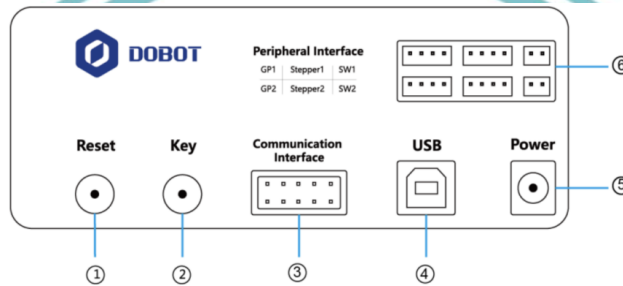 DOBOT
Peripheral Interface
GP1 Stepper1 SW1
GP2 Stepper2 SW2
⑥
Reset
Key
Communication
Interface
USB
Power
⑤
①
②
③
④